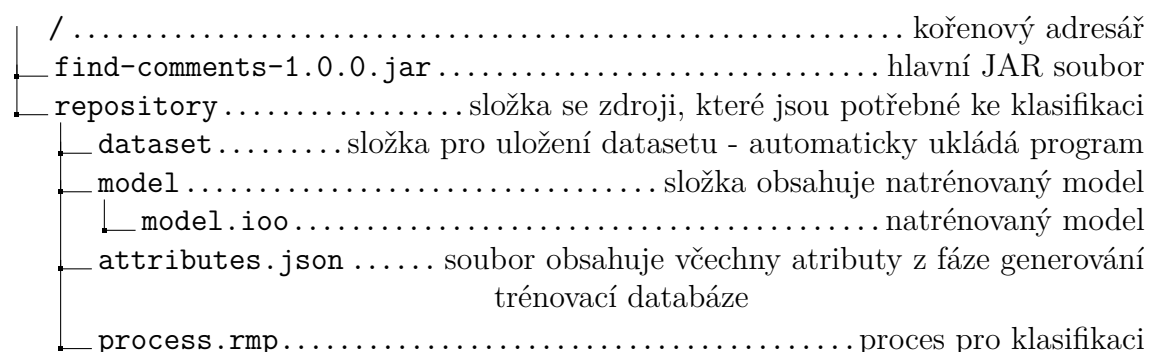 / ........................................................ kořenový adresář
find-comments-1.0.0.jar .............................. hlavní JAR soubor
repository ................. složka se zdroji, které jsou potřebné ke klasifikaci
dataset ......... složka pro uložení datasetu - automaticky ukládá program
model ................................ složka obsahuje natrénovaný model
model.ioo ........................................ natrénovaný model
attributes.json ...... soubor obsahuje včechny atributy z fáze generování
trénovací databáze
process.rmp ....................................... proces pro klasifikaci